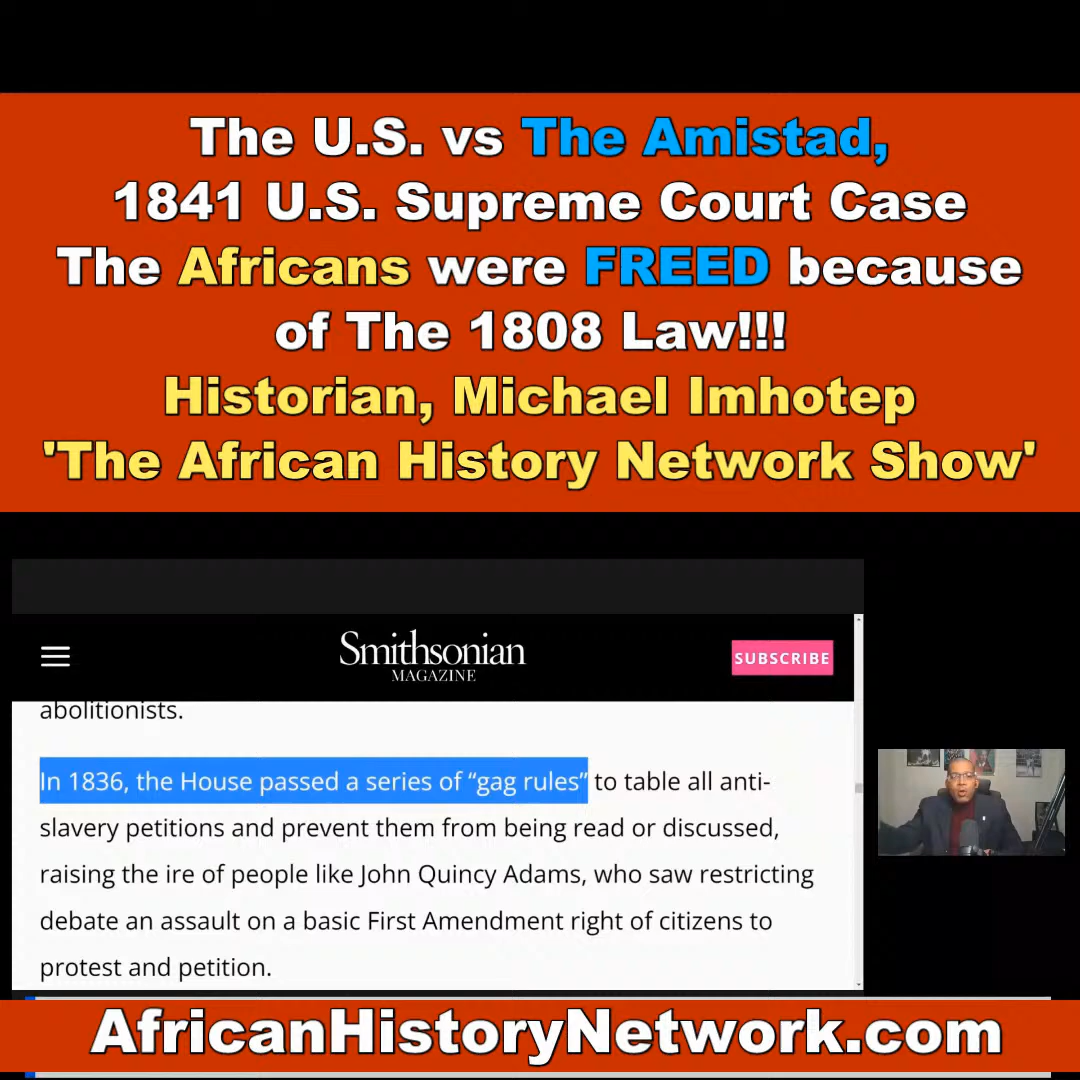 The U.S. vs The Amistad,
1841 U.S. Supreme Court Case
The Africans were FREED because
of The 1808 Law!!!
Historian, Michael Imhotep
'The African History Network Show'
Smithsonian
MAGAZINE
SUBSCRIBE
abolitionists.
In 1836, the House passed a series of “gag rules” to table all anti-
slavery petitions and prevent them from being read or discussed,
raising the ire of people like John Quincy Adams, who saw restricting
debate an assault on a basic First Amendment right of citizens to
protest and petition.
AfricanHistoryNetwork.com